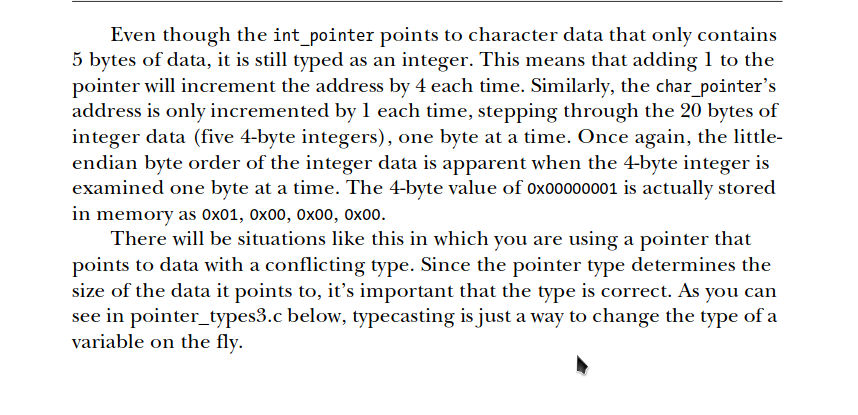 Even though the int_pointer points to character data that only contains
5 bytes of data, it is still typed as an integer. This means that adding 1 to the
pointer will increment the address by 4 each time. Similarly, the char_pointer’s
address is only incremented by 1 each time, stepping through the 20 bytes of
integer data (five 4-byte integers), one byte at a time. Once again, the little-
endian byte order of the integer data is apparent when the 4-byte integer is
examined one byte at a time. The 4-byte value of 0x00000001 is actually stored
in memory as 0x01, 0x00, 0x00, 0x00.
There will be situations like this in which you are using a pointer that
points to data with a conflicting type. Since the pointer type determines the
size of the data it points to, it’s important that the type is correct. As you can
see in pointer_types3.c below, typecasting is just a way to change the type of a
variable on the fly.